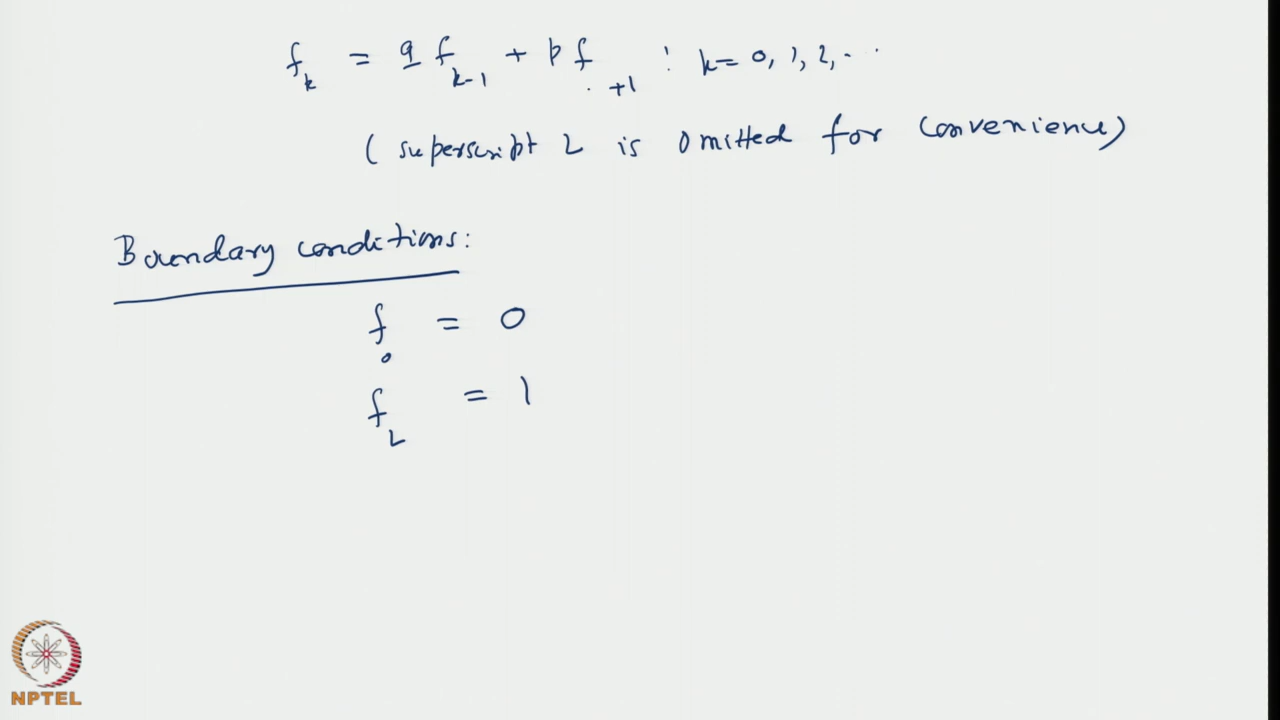 f_k = q f_{k-1} + p f_{+1} : k = 0, 1, 2, ...
(superscript L is omitted for convenience)
Boundary conditions:
f_0 = 0
f_L = 1
NPTEL